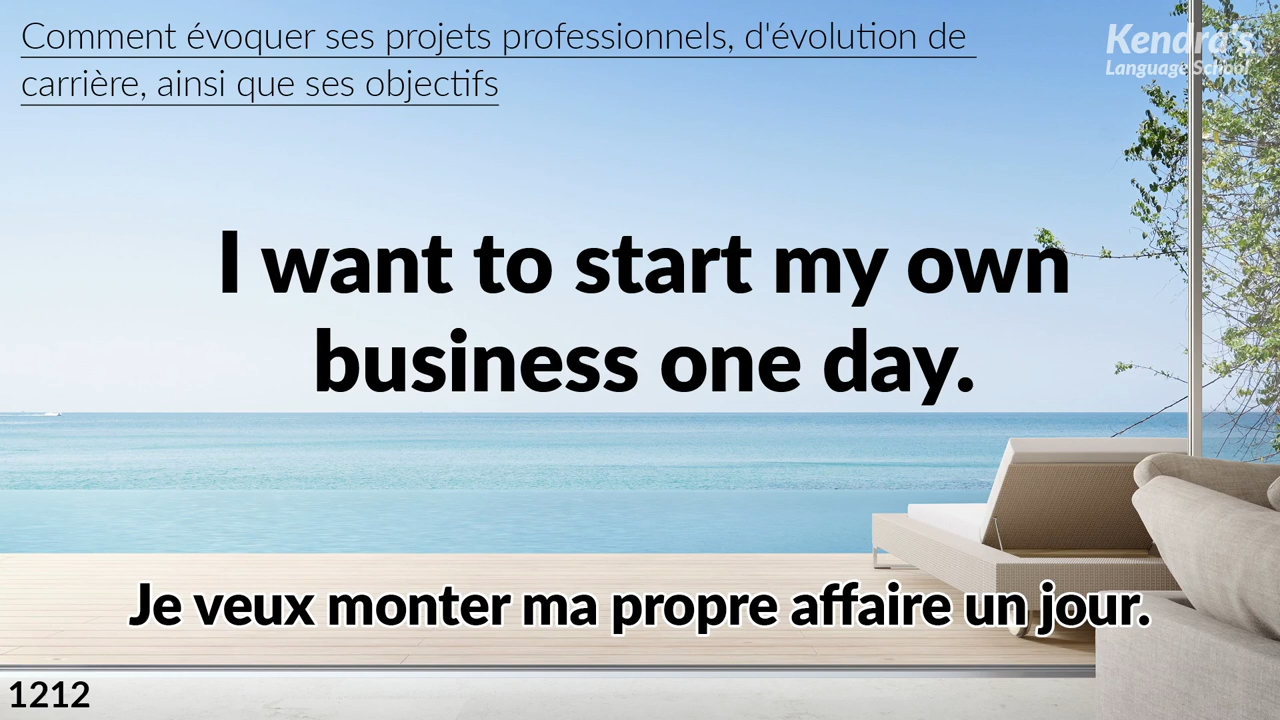 Comment évoquer ses projets professionnels, d'évolution de
carrière, ainsi que ses objectifs
Kendra's
Language School
I want to start my own
business one day.
Je veux monter ma propre affaire un jour.
1212